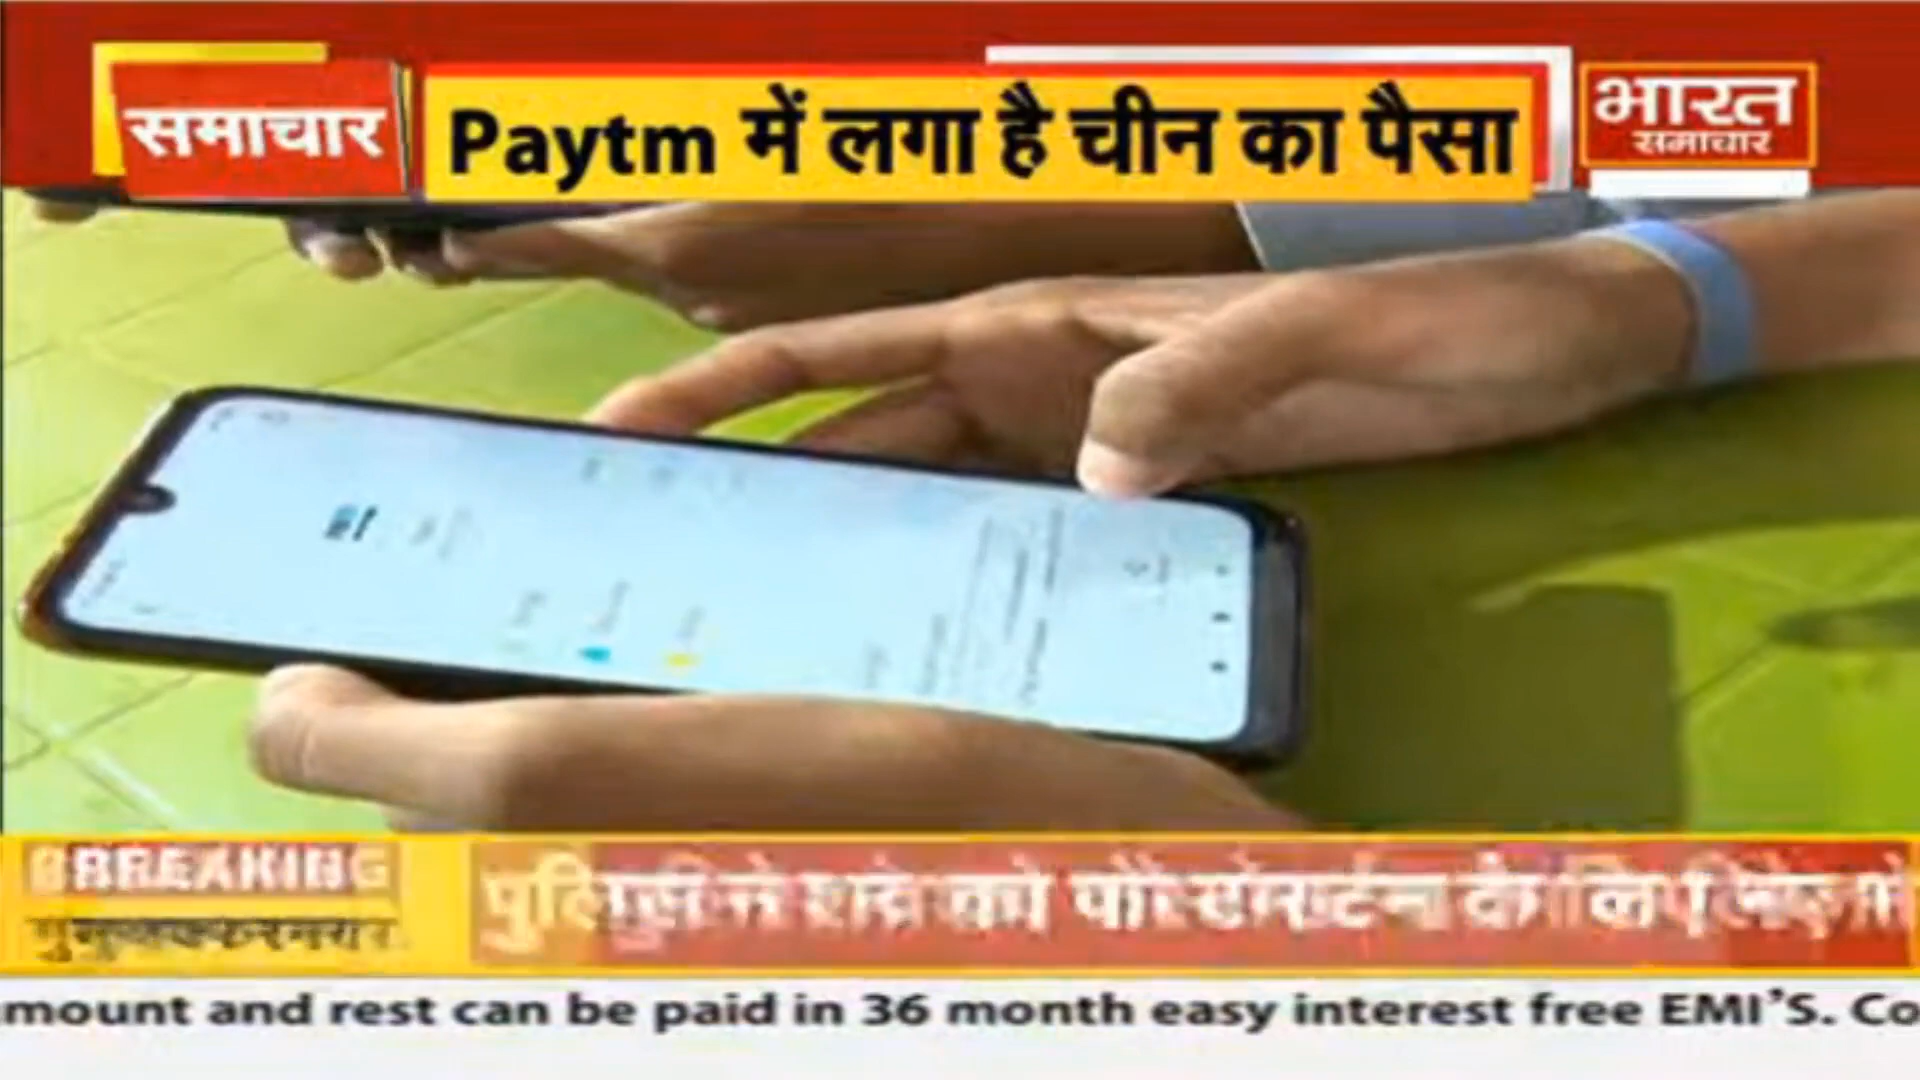 समाचार
Paytm में लगा है चीन का पैसा
भारत
समाचार
BREAKING
mount and rest can be paid in 36 month easy interest free EMI'S. Co